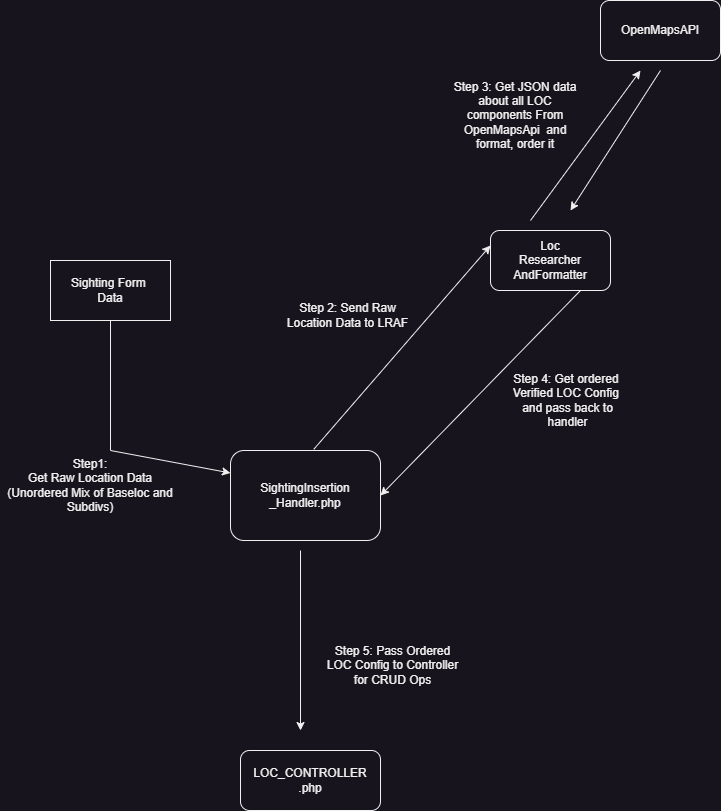 OpenMapsAPI
Step 3: Get JSON data
about all LOC
components From
OpenMapsApi and
format, order it
Loc
Researcher
AndFormatter
Sighting Form
Data
Step 2: Send Raw
Location Data to LRAF
Step 4: Get ordered
Verified LOC Config
and pass back to
handler
Step1:
Get Raw Location Data
(Unordered Mix of Baseloc and
Subdivs)
SightingInsertion
_Handler.php
Step 5: Pass Ordered
LOC Config to Controller
for CRUD Ops
LOC_CONTROLLER
.php